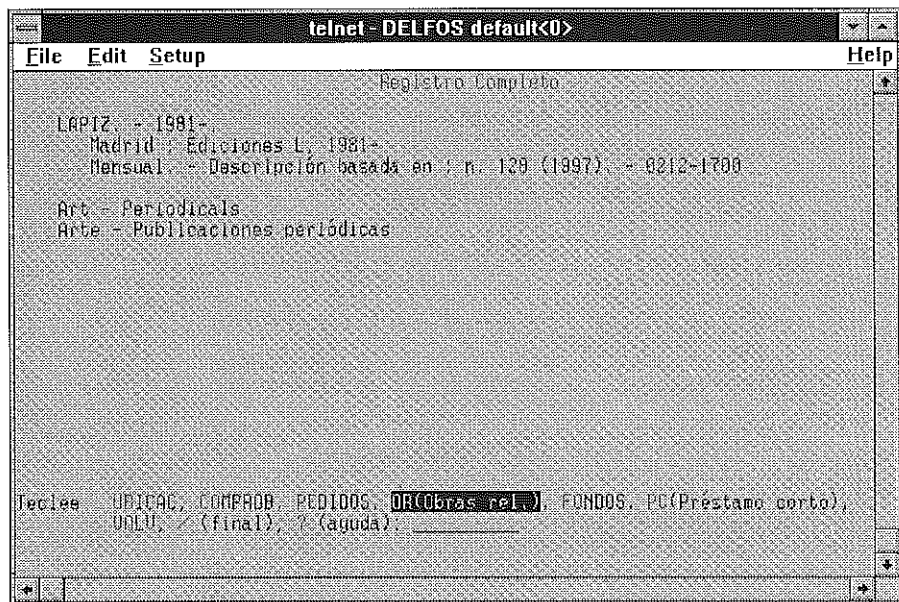 telnet - DELFOS default<0>
File Edit Setup Help
Registro Completo
LAPIZ. - 1981-.
Madrid : Ediciones L, 1981-
Mensual. - Descripción basada en : n. 129 (1997). - 0212-1700
Art - Periodicals
Arte - Publicaciones periódicas
Teclee UBICAC, COMPROB, PEDIDOS, OR(Obras rel.), FONDOS, PC(Préstamo corto),
VOLV, / (final), ? (ayuda):